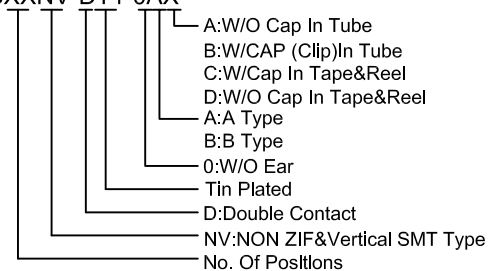 A:W/O Cap In Tube
B:W/CAP (Clip)In Tube
C:W/Cap In Tape&Reel
D:W/O Cap In Tape&Reel
A:A Type
B:B Type
0:W/O Ear
Tin Plated
D:Double Contact
NV:NON ZIF&Vertical SMT Type
No. Of Positions